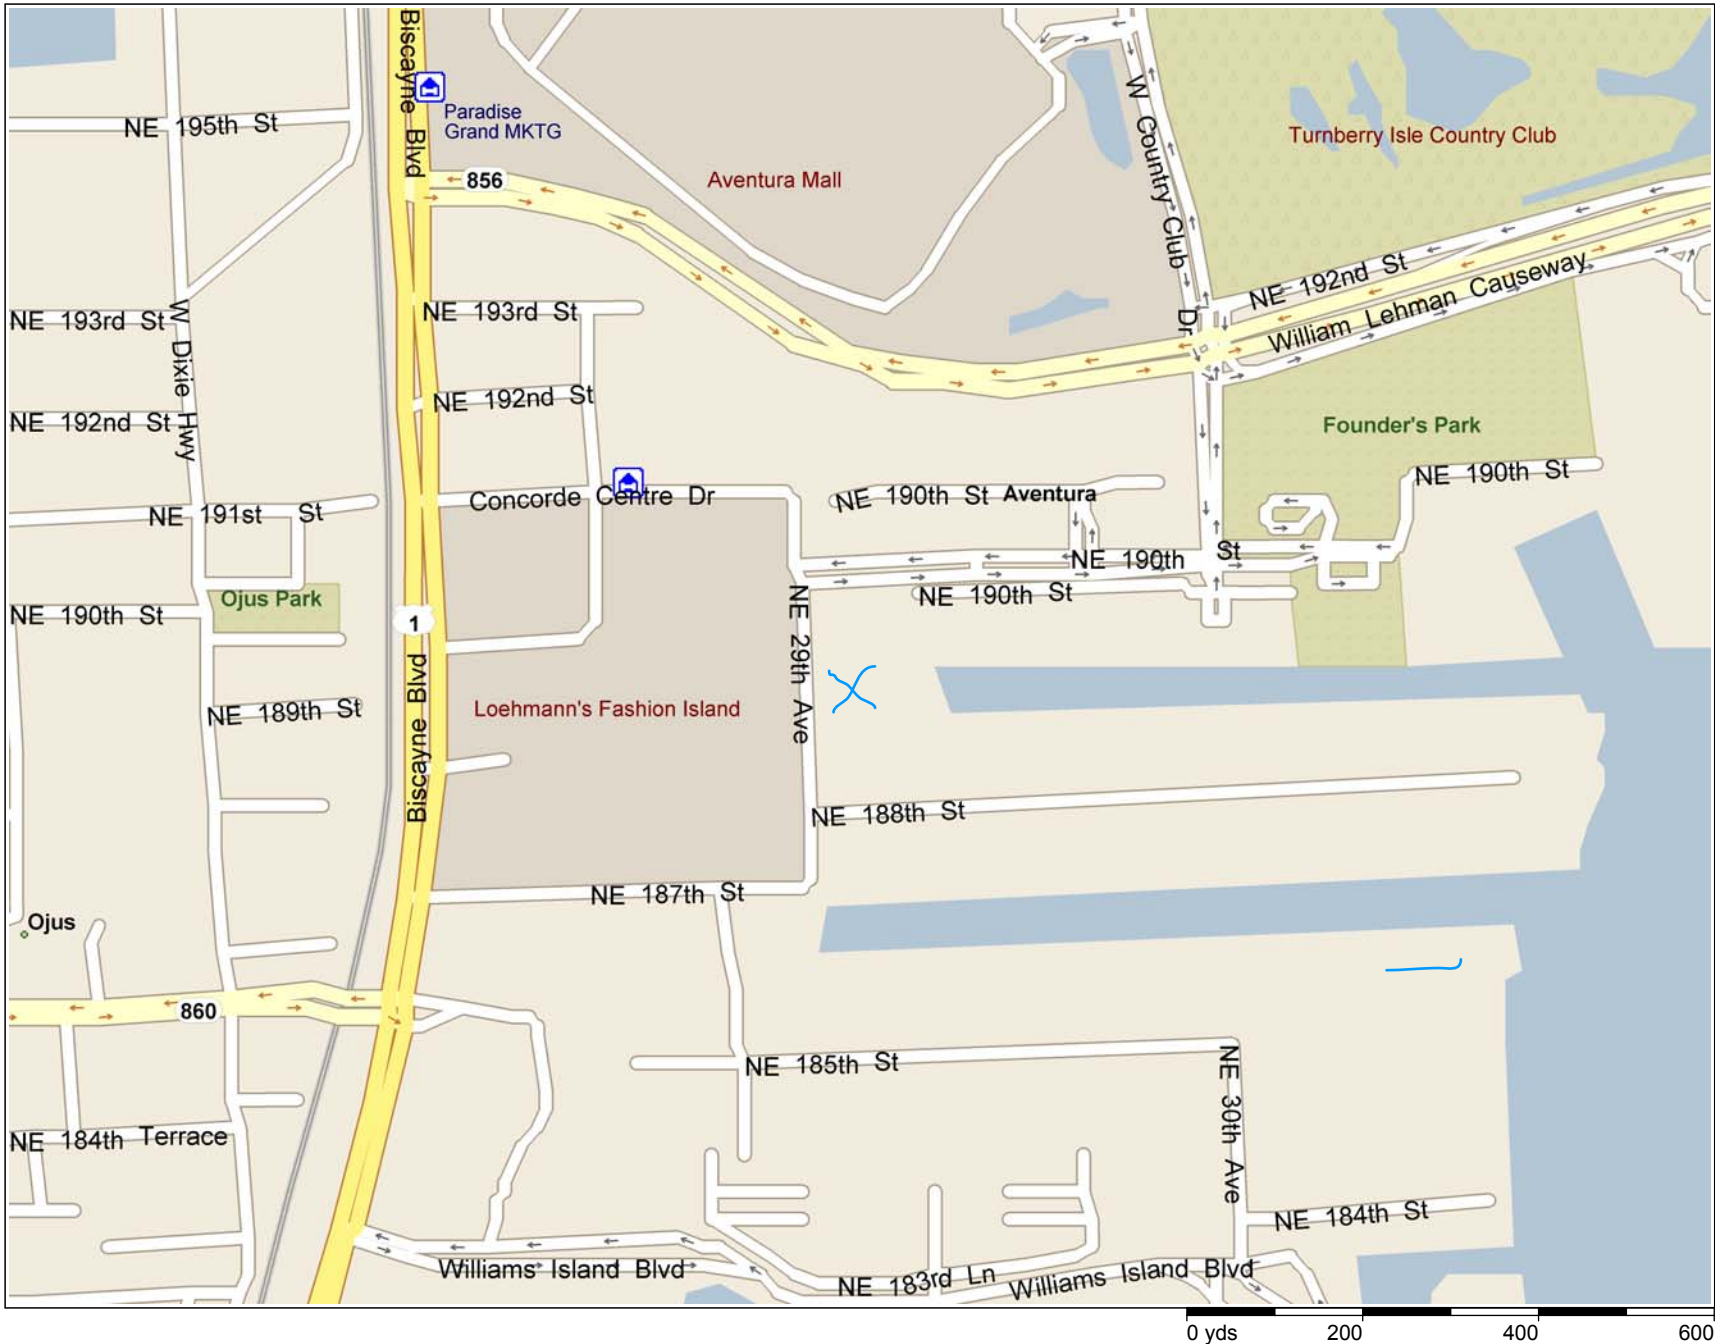 Biscayne Blvd
Paradise
Grand MKTG
NE 195th St
856
Aventura Mall
W Country Club Dr
Turnberry Isle Country Club
NE 192nd St
William Lehman Causeway
NE 193rd St
NE 193rd St
W Dixie Hwy
NE 192nd St
NE 192nd St
Founder's Park
NE 190th St
Concorde Centre Dr
NE 190th St
Aventura
NE 191st St
NE 190th St
Ojus Park
NE 190th St
NE 190th St
1
NE 29th Ave
Biscayne Blvd
Loehmann's Fashion Island
NE 189th St
NE 188th St
NE 187th St
Ojus
860
NE 185th St
NE 30th Ave
NE 184th Terrace
NE 184th St
Williams Island Blvd
NE 183rd Ln
Williams Island Blvd
0 yds 200 400 600